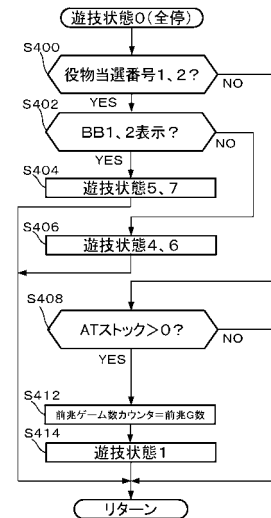 遊技状態0(全停)
S400
役物当選番号1、2?
NO
YES
S402
BB1、2表示?
NO
YES
S404
遊技状態5、7
S406
遊技状態4、6
S408
ATストック>0?
NO
YES
S412
前兆ゲーム数カウンタ=前兆G数
S414
遊技状態1
リターン